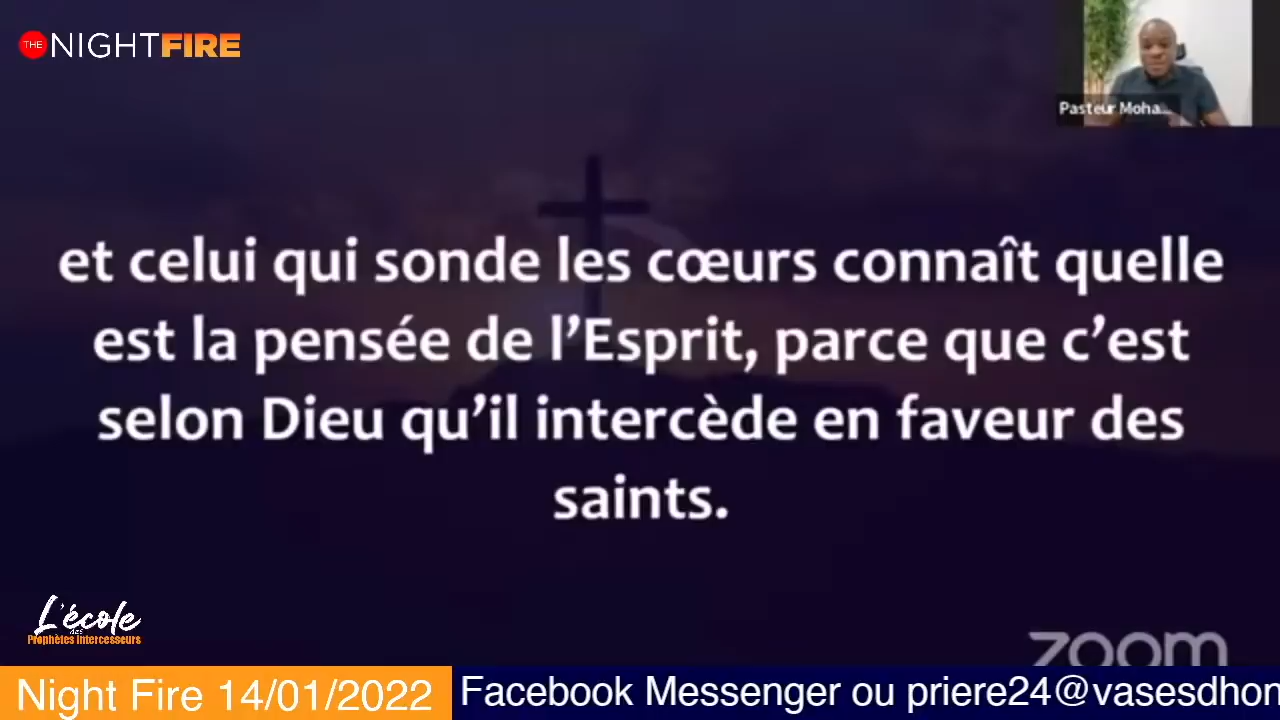 THE NIGHTFIRE
Pasteur Moha...
et celui qui sonde les cœurs connaît quelle
est la pensée de l’Esprit, parce que c’est
selon Dieu qu’il intercède en faveur des
saints.
L'école
des
Prophètes intercesseurs
zoom
Night Fire 14/01/2022
Facebook Messenger ou priere24@vasesdhon